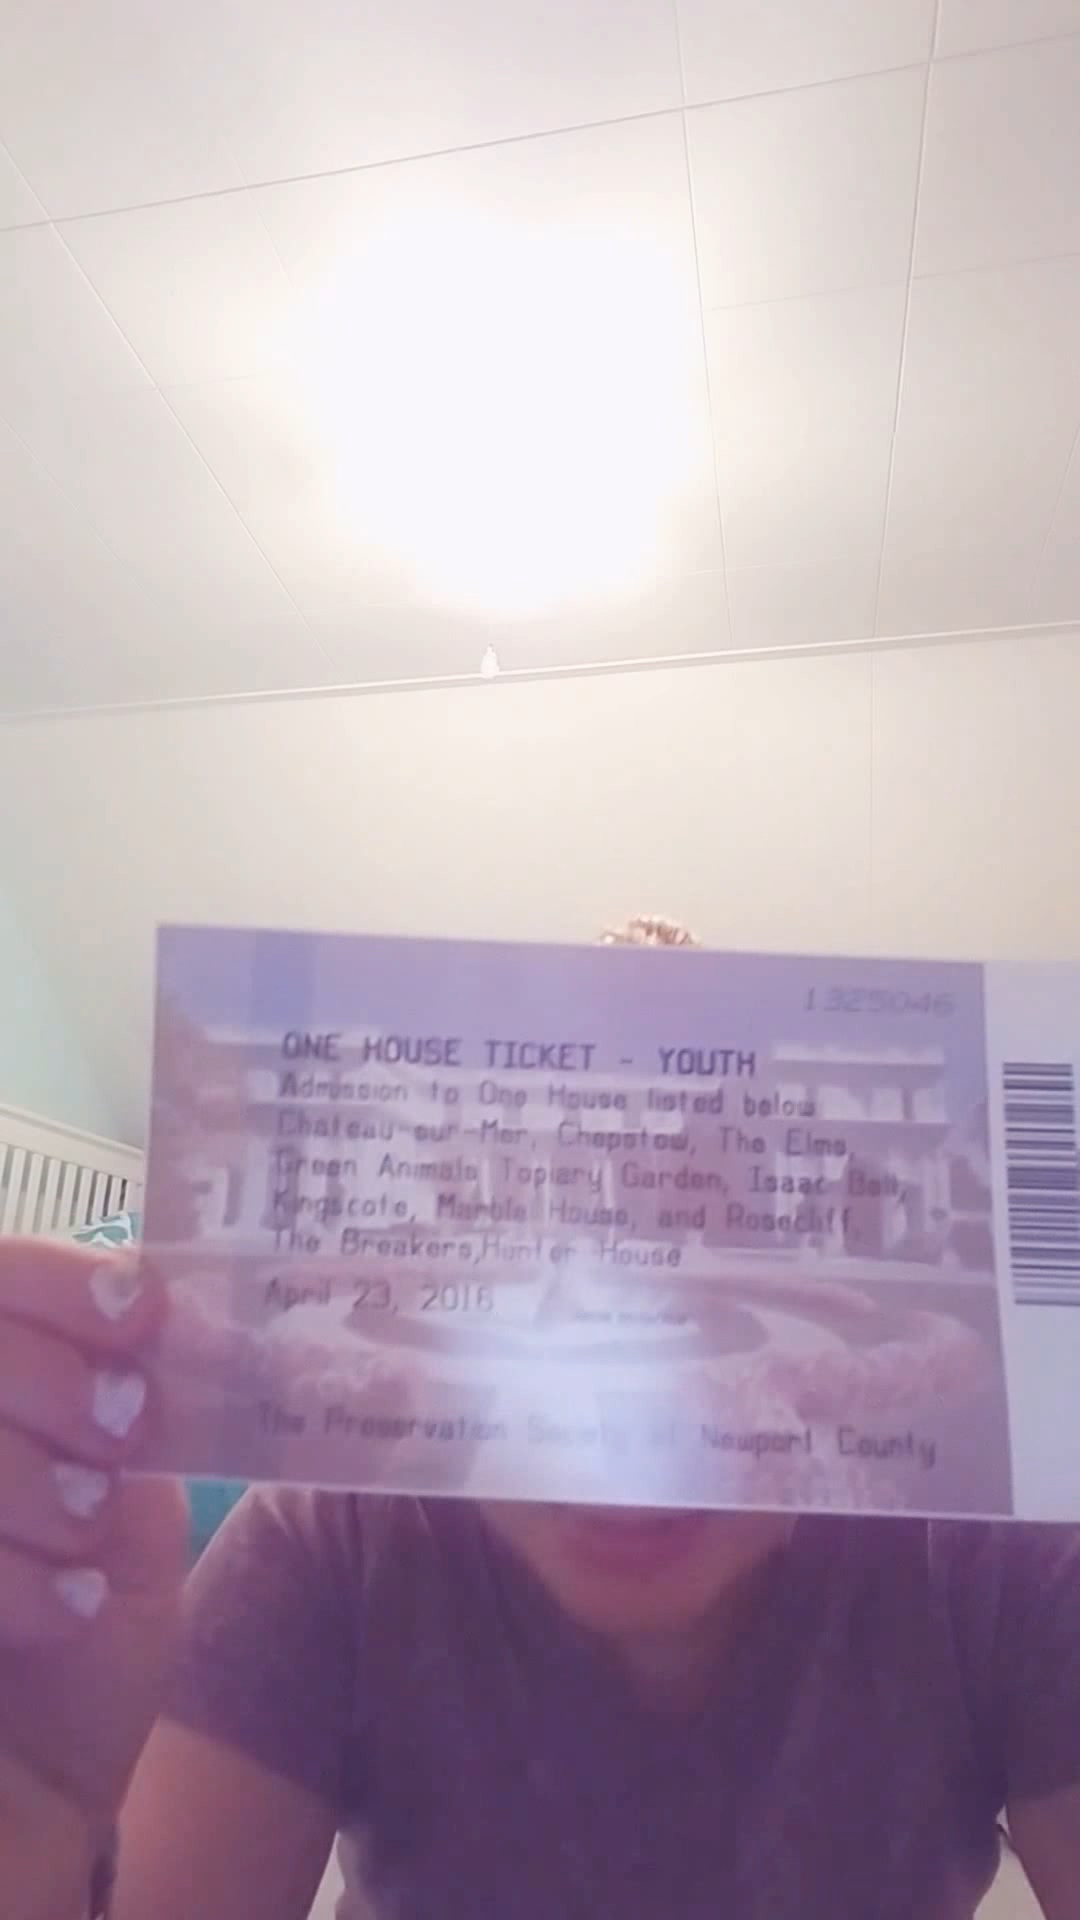 1325046
ONE HOUSE TICKET - YOUTH
Admission to One House listed below
Chateau-sur-Mer, Chepstow, The Elms,
Green Animals Topiary Garden, Isaac Bell,
Kingscote, Marble House, and Rosecliff,
The Breakers,Hunter House
April 23, 2016
The Preservation Society of Newport County